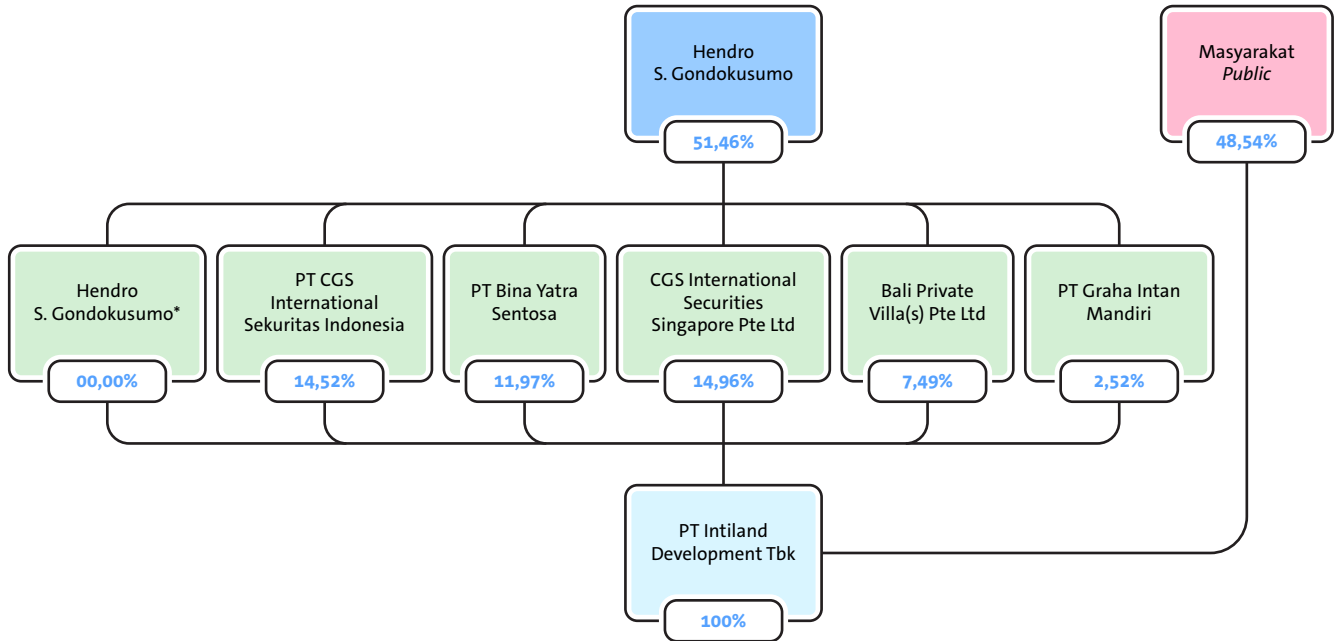 Hendro
S. Gondokusumo
51,46%
Masyarakat
Public
48,54%
Hendro
S. Gondokusumo*
00,00%
PT CGS
International
Sekuritas Indonesia
14,52%
PT Bina Yatra
Sentosa
11,97%
CGS International
Securities
Singapore Pte Ltd
14,96%
Bali Private
Villa(s) Pte Ltd
7,49%
PT Graha Intan
Mandiri
2,52%
PT Intiland
Development Tbk
100%